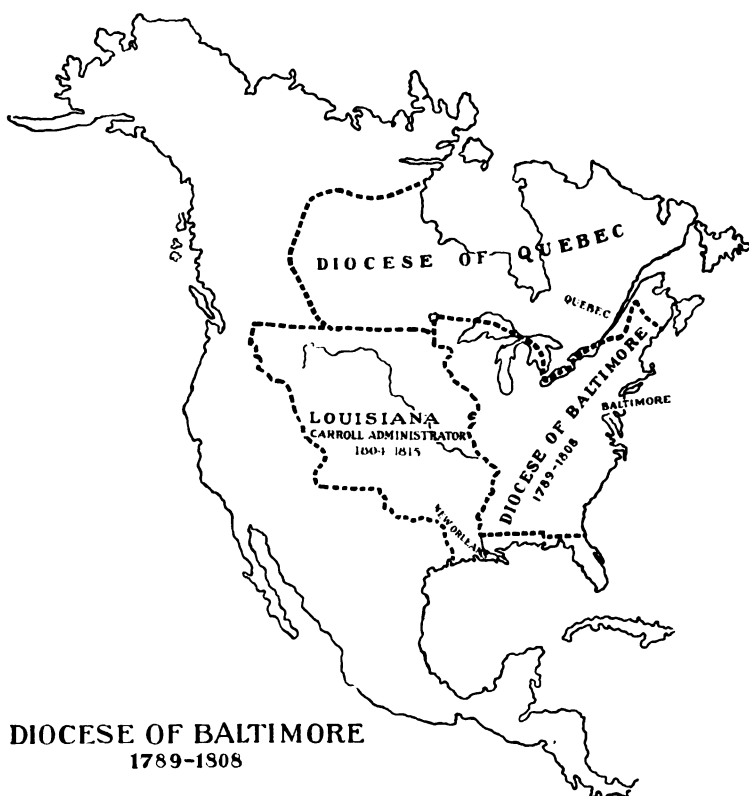 DIOCESE OF QUEBEC
QUEBEC
DIOCESE OF BALTIMORE
1789-1808
BALTIMORE
LOUISIANA
CARROLL ADMINISTRATOR
1804 1815
NEW ORLEANS
DIOCESE OF BALTIMORE
1789-1808